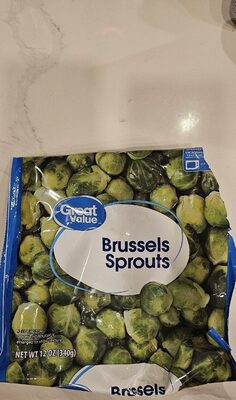 Great
Value
Brussels
Sprouts
NET WT 12 OZ (340g)
Brussels